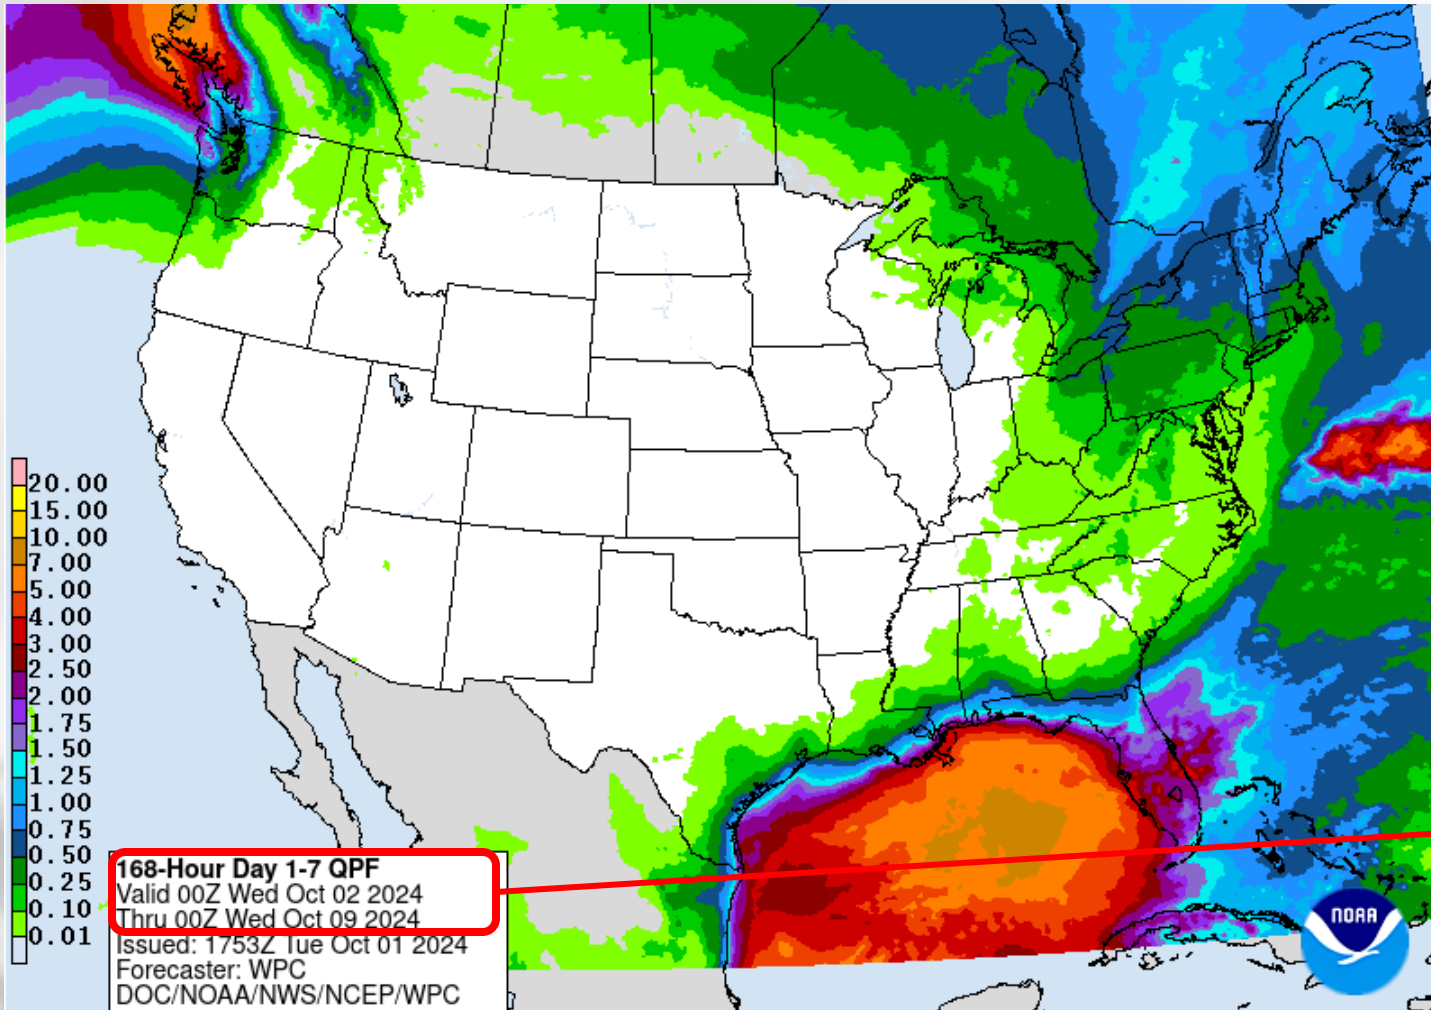 20.00
15.00
10.00
7.00
5.00
4.00
3.00
2.50
2.00
1.75
1.50
1.25
1.00
0.75
0.50
0.25
0.10
0.01
168-Hour Day 1-7 QPF
Valid 00Z Wed Oct 02 2024
Thru 00Z Wed Oct 09 2024
Issued: 1753Z Tue Oct 01 2024
Forecaster: WPC
DOC/NOAA/NWS/NCEP/WPC
NOAA